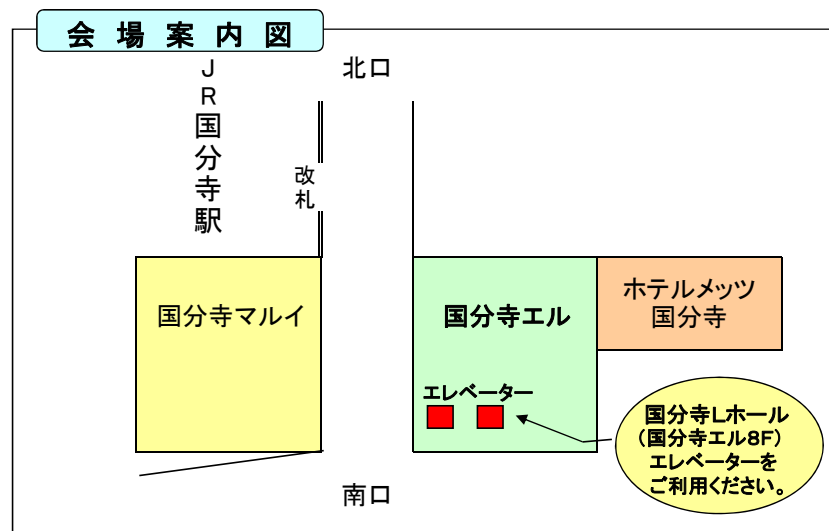 会場案内図
北口
JR国分寺駅
改札
国分寺マルイ
国分寺エル
ホテルメッツ
国分寺
エレベーター
国分寺Lホール
(国分寺エル8F)
エレベーターを
ご利用ください。
南口